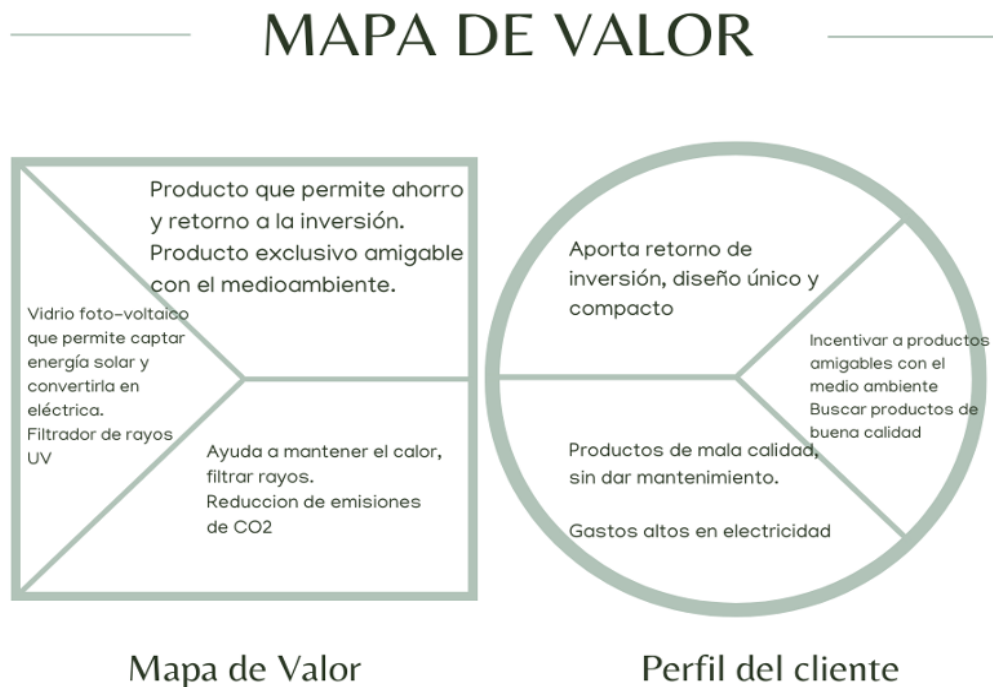 MAPA DE VALOR
Producto que permite ahorro
y retorno a la inversión.
Producto exclusivo amigable
con el medioambiente.
Vidrio foto-voltaico
que permite captar
energía solar y
convertirla en
eléctrica.
Filtrador de rayos
UV
Ayuda a mantener el calor,
filtrar rayos.
Reduccion de emisiones
de CO2
Aporta retorno de
inversión, diseño único y
compacto
Incentivar a productos
amigables con el
medio ambiente
Buscar productos de
buena calidad
Productos de mala calidad,
sin dar mantenimiento.
Gastos altos en electricidad
Mapa de Valor
Perfil del cliente